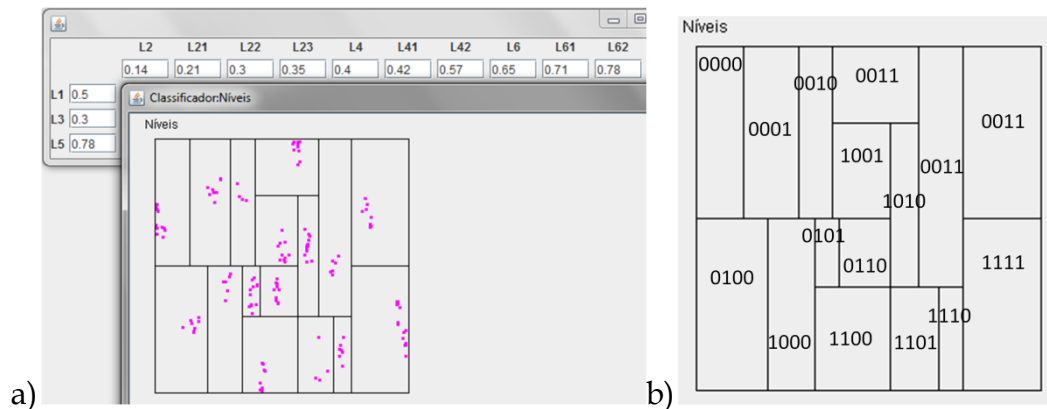 L2 L21 L22 L23 L4 L41 L42 L6 L61 L62
0.14 0.21 0.3 0.35 0.4 0.42 0.57 0.65 0.71 0.78
L1 0.5
L3 0.3
L5 0.78
Classificador:Níveis
Níveis
a)
Níveis
0000
0010
0011
0001
0011
1001
0011
1010
0101
0100
0110
1111
1110
1000
1100
1101
b)